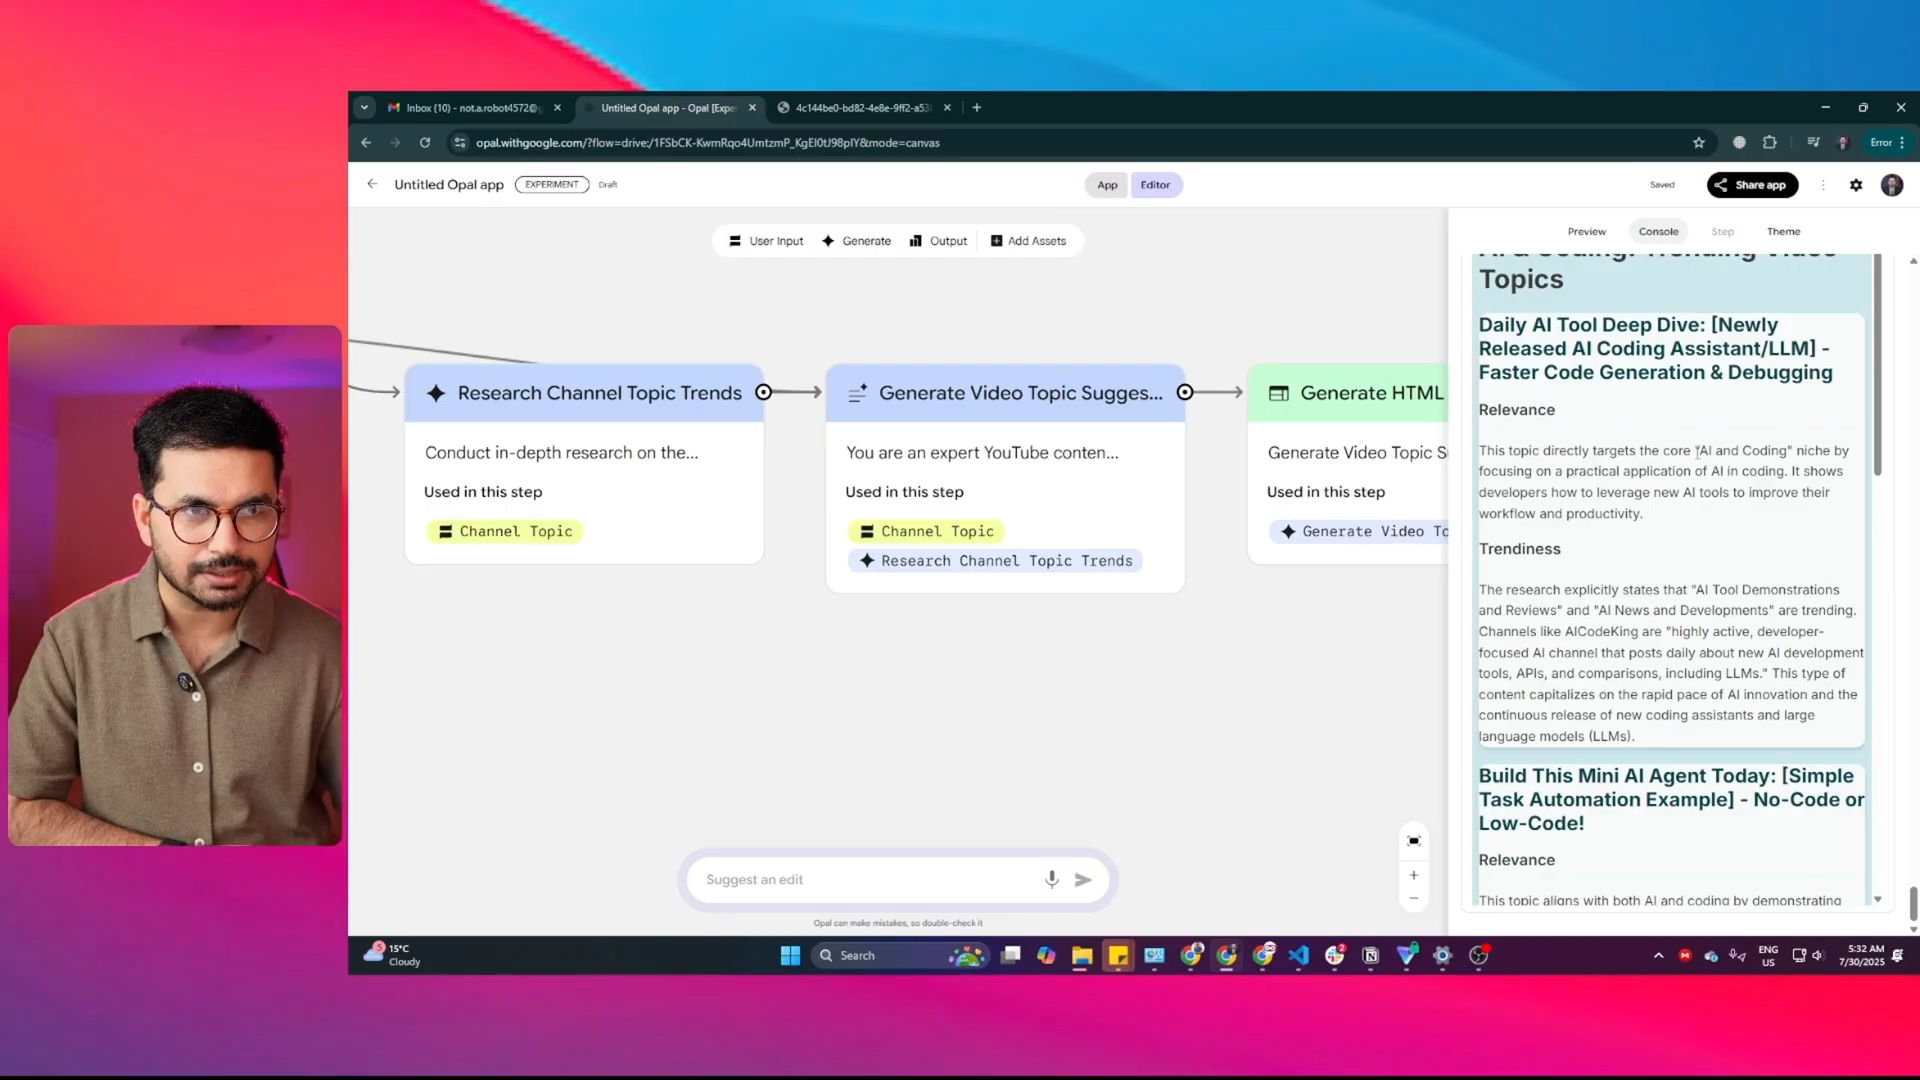 Inbox (10) - not.a.robot4572@g
Untitled Opal app - Opal [Expe
4c144be0-bd82-4e8e-9ff2-a53
opal.withgoogle.com/?flow=drive:/1FSbCK-KwmRqo4UmtzmP_KgEl0tJ98pIY&mode=canvas
Error
Untitled Opal app
EXPERIMENT
Draft
App
Editor
Saved
Share app
User Input
Generate
Output
Add Assets
Preview
Console
Step
Theme
Research Channel Topic Trends
Conduct in-depth research on the...
Used in this step
Channel Topic
Generate Video Topic Sugges...
You are an expert YouTube conten...
Used in this step
Channel Topic
Research Channel Topic Trends
Generate HTML
Generate Video Topic S
Used in this step
Generate Video To
AI & Coding: Trending Video
Topics
Daily AI Tool Deep Dive: [Newly
Released AI Coding Assistant/LLM] -
Faster Code Generation & Debugging
Relevance
This topic directly targets the core "AI and Coding" niche by
focusing on a practical application of AI in coding. It shows
developers how to leverage new AI tools to improve their
workflow and productivity.
Trendiness
The research explicitly states that "AI Tool Demonstrations
and Reviews" and "AI News and Developments" are trending.
Channels like AICodeKing are "highly active, developer-
focused AI channel that posts daily about new AI development
tools, APIs, and comparisons, including LLMs." This type of
content capitalizes on the rapid pace of AI innovation and the
continuous release of new coding assistants and large
language models (LLMs).
Build This Mini AI Agent Today: [Simple
Task Automation Example] - No-Code or
Low-Code!
Relevance
This topic aligns with both AI and coding by demonstrating
Suggest an edit
Opal can make mistakes, so double-check it
5
15°C
Cloudy
Search
2
ENG
US
5:32 AM
7/30/2025